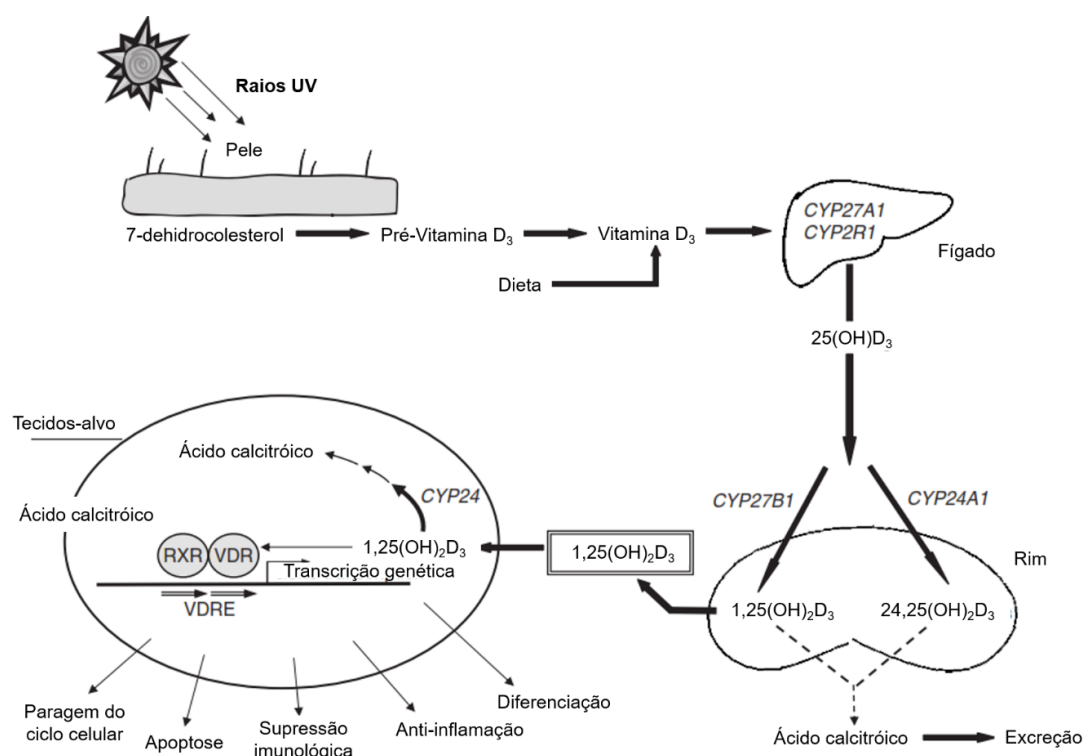 Raios UV
Pele
7-dehidrocolesterol
Pré-Vitamina D₃
Vitamina D₃
Dieta
CYP27A1
CYP2R1
Fígado
25(OH)D₃
CYP27B1
CYP24A1
Rim
1,25(OH)₂D₃
24,25(OH)₂D₃
Ácido calcitróico
Excreção
1,25(OH)₂D₃
Tecidos-alvo
Ácido calcitróico
CYP24
Ácido calcitróico
1,25(OH)₂D₃
RXR
VDR
Transcrição genética
VDRE
Paragem do
ciclo celular
Apoptose
Supressão
imunológica
Anti-inflamação
Diferenciação